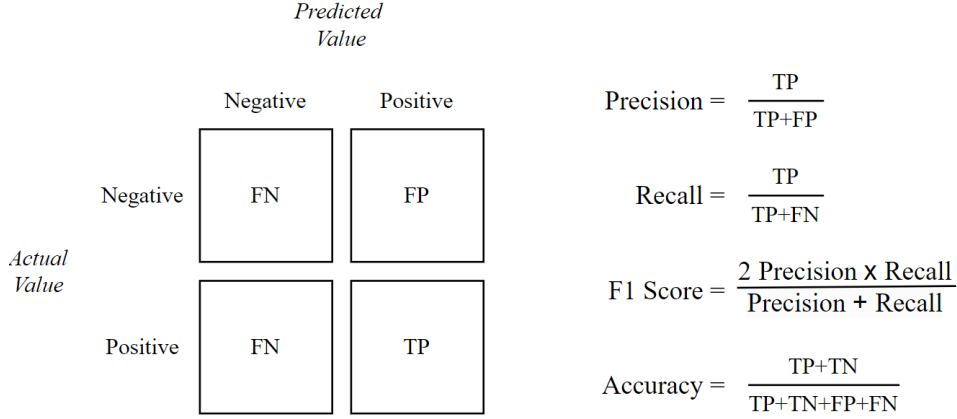 Predicted
Value
Negative Positive
Negative FN FP
Actual
Value
Positive FN TP
Precision = TP
TP+FP
Recall = TP
TP+FN
F1 Score = 2 Precision x Recall
Precision + Recall
Accuracy = TP+TN
TP+TN+FP+FN